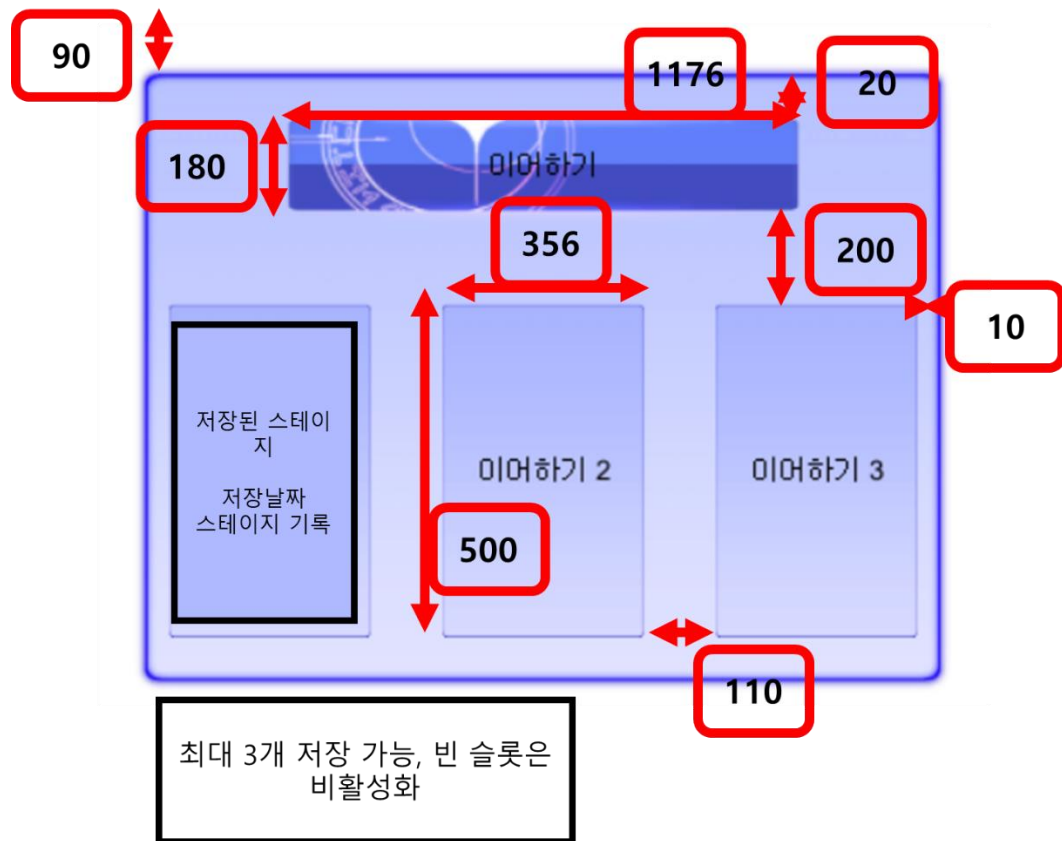 90
1176
20
180
이어하기
356
200
10
저장된 스테이
지
저장날짜
스테이지 기록
이어하기 2
이어하기 3
500
110
최대 3개 저장 가능, 빈 슬롯은
비활성화